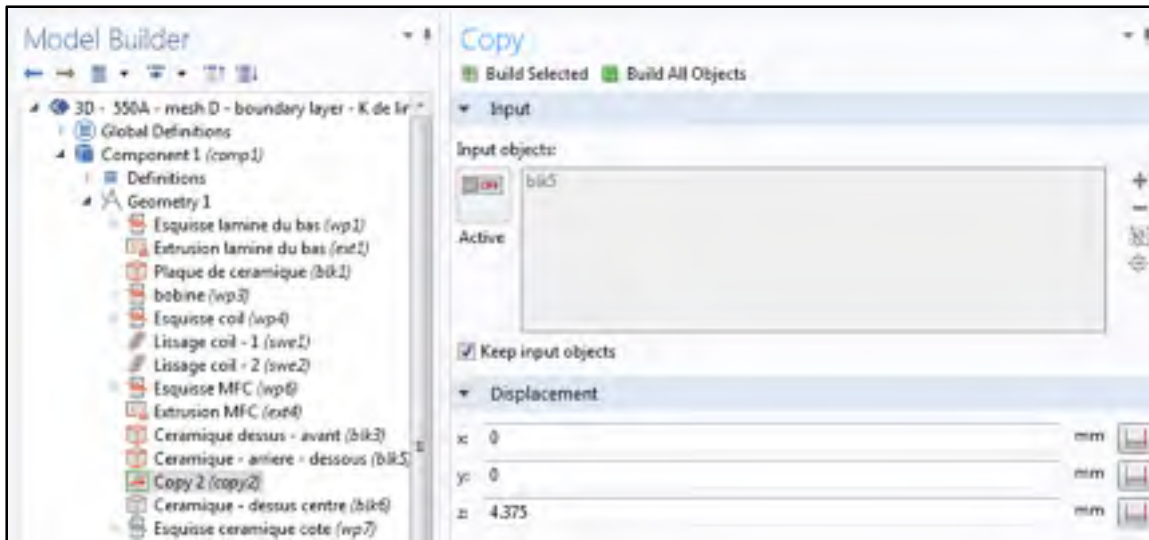 Model Builder
3D - 550A - mesh D - boundary layer - K de lir
Global Definitions
Component 1 (comp1)
Definitions
Geometry 1
Esquisse lamine du bas (wp1)
Extrusion lamine du bas (ext1)
Plaque de ceramique (blk1)
bobine (wp3)
Esquisse coil (wp4)
Lissage coil - 1 (swe1)
Lissage coil - 2 (swe2)
Esquisse MFC (wp6)
Extrusion MFC (ext4)
Ceramique dessus - avant (blk3)
Ceramique - arriere - dessous (blk5)
Copy 2 (copy2)
Ceramique - dessus centre (blk6)
Esquisse ceramique cote (wp7)
Copy
Build Selected Build All Objects
Input
Input objects:
OFF
blk5
Active
Keep input objects
Displacement
x: 0 mm
y: 0 mm
z: 4.375 mm